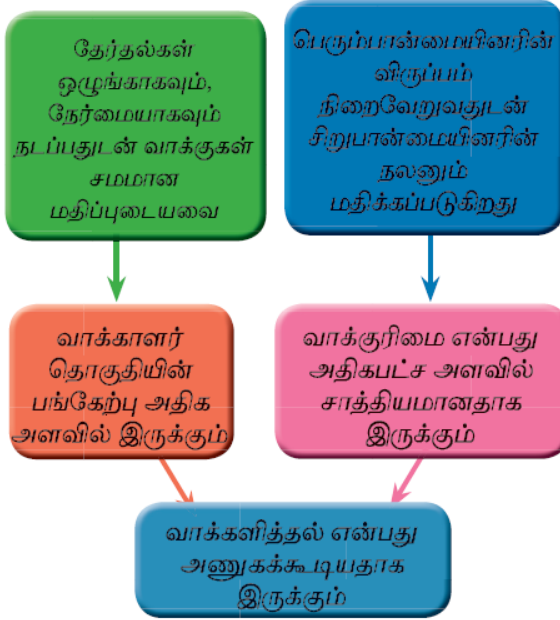 தேர்தல்கள்
ஒழுங்காகவும்,
நேர்மையாகவும்
நடப்பதுடன் வாக்குகள்
சமமான
மதிப்புடையவை
பெரும்பான்மையினரின்
விருப்பம்
நிறைவேறுவதுடன்
சிறுபான்மையினரின்
நலனும்
மதிக்கப்படுகிறது
வாக்காளர்
தொகுதியின்
பங்கேற்பு அதிக
அளவில் இருக்கும்
வாக்குரிமை என்பது
அதிகபட்ச அளவில்
சாத்தியமானதாக
இருக்கும்
வாக்களித்தல் என்பது
அணுகக்கூடியதாக
இருக்கும்